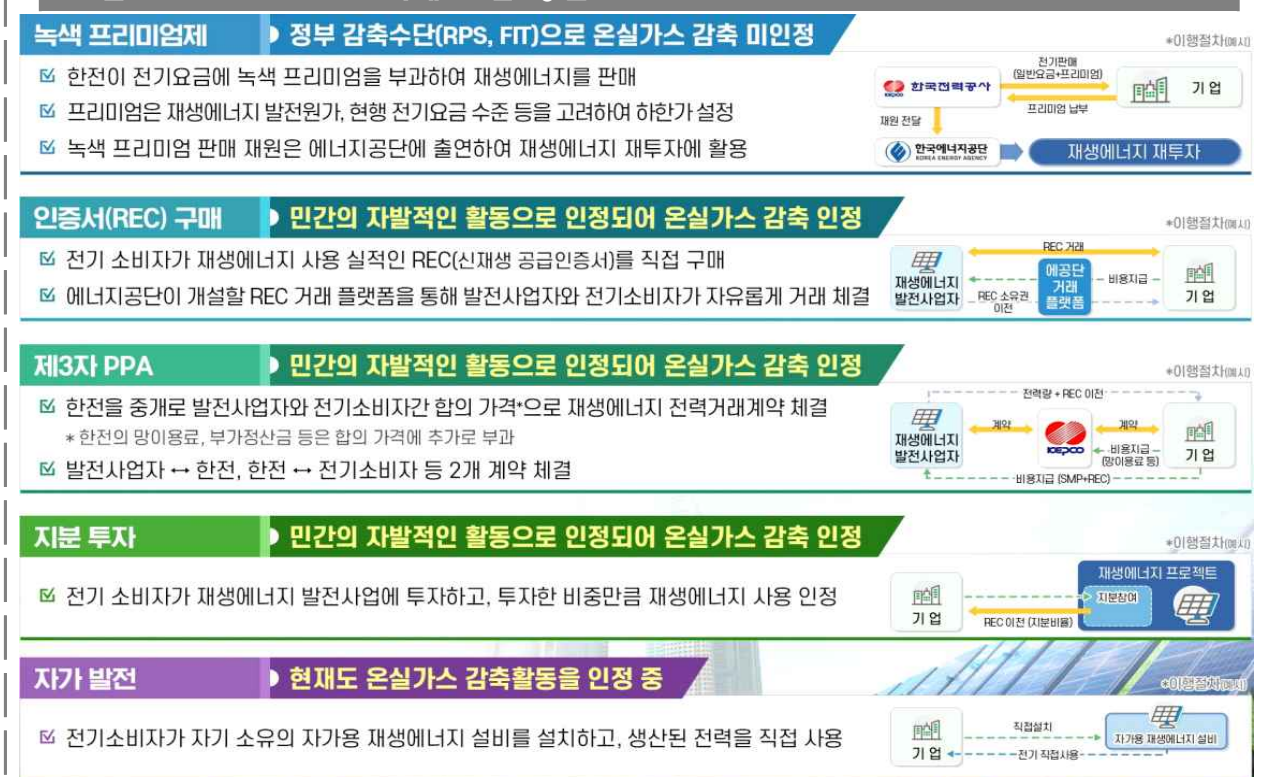 녹색 프리미엄제
정부 감축수단(RPS, FIT)으로 온실가스 감축 미인정
*이행절차(예시)
한전이 전기요금에 녹색 프리미엄을 부과하여 재생에너지를 판매
프리미엄은 재생에너지 발전원가, 현행 전기요금 수준 등을 고려하여 하한가 설정
녹색 프리미엄 판매 재원은 에너지공단에 출연하여 재생에너지 재투자에 활용
전기판매
(일반요금+프리미엄)
KEPCO 한국전력공사
기 업
프리미엄 납부
재원 전달
한국에너지공단
KOREA ENERGY AGENCY
재생에너지 재투자
인증서(REC) 구매
민간의 자발적인 활동으로 인정되어 온실가스 감축 인정
*이행절차(예시)
전기 소비자가 재생에너지 사용 실적인 REC(신재생 공급인증서)를 직접 구매
에너지공단이 개설할 REC 거래 플랫폼을 통해 발전사업자와 전기소비자가 자유롭게 거래 체결
REC 거래
재생에너지
발전사업자
에공단
거래
플랫폼
비용지급
REC 소유권
이전
기 업
제3자 PPA
민간의 자발적인 활동으로 인정되어 온실가스 감축 인정
*이행절차(예시)
한전을 중개로 발전사업자와 전기소비자간 합의 가격*으로 재생에너지 전력거래계약 체결
* 한전의 망이용료, 부가정산금 등은 합의 가격에 추가로 부과
발전사업자 ↔ 한전, 한전 ↔ 전기소비자 등 2개 계약 체결
전력량 + REC 이전
재생에너지
발전사업자
계약
KEPCO
계약
비용지급
(망이용료 등)
기 업
비용지급 (SMP+REC)
지분 투자
민간의 자발적인 활동으로 인정되어 온실가스 감축 인정
*이행절차(예시)
전기 소비자가 재생에너지 발전사업에 투자하고, 투자한 비중만큼 재생에너지 사용 인정
재생에너지 프로젝트
지분참여
기 업
REC 이전 (지분비율)
자가 발전
현재도 온실가스 감축활동을 인정 중
*이행절차(예시)
전기소비자가 자기 소유의 자가용 재생에너지 설비를 설치하고, 생산된 전력을 직접 사용
기 업
직접설치
자가용 재생에너지 설비
전기 직접사용